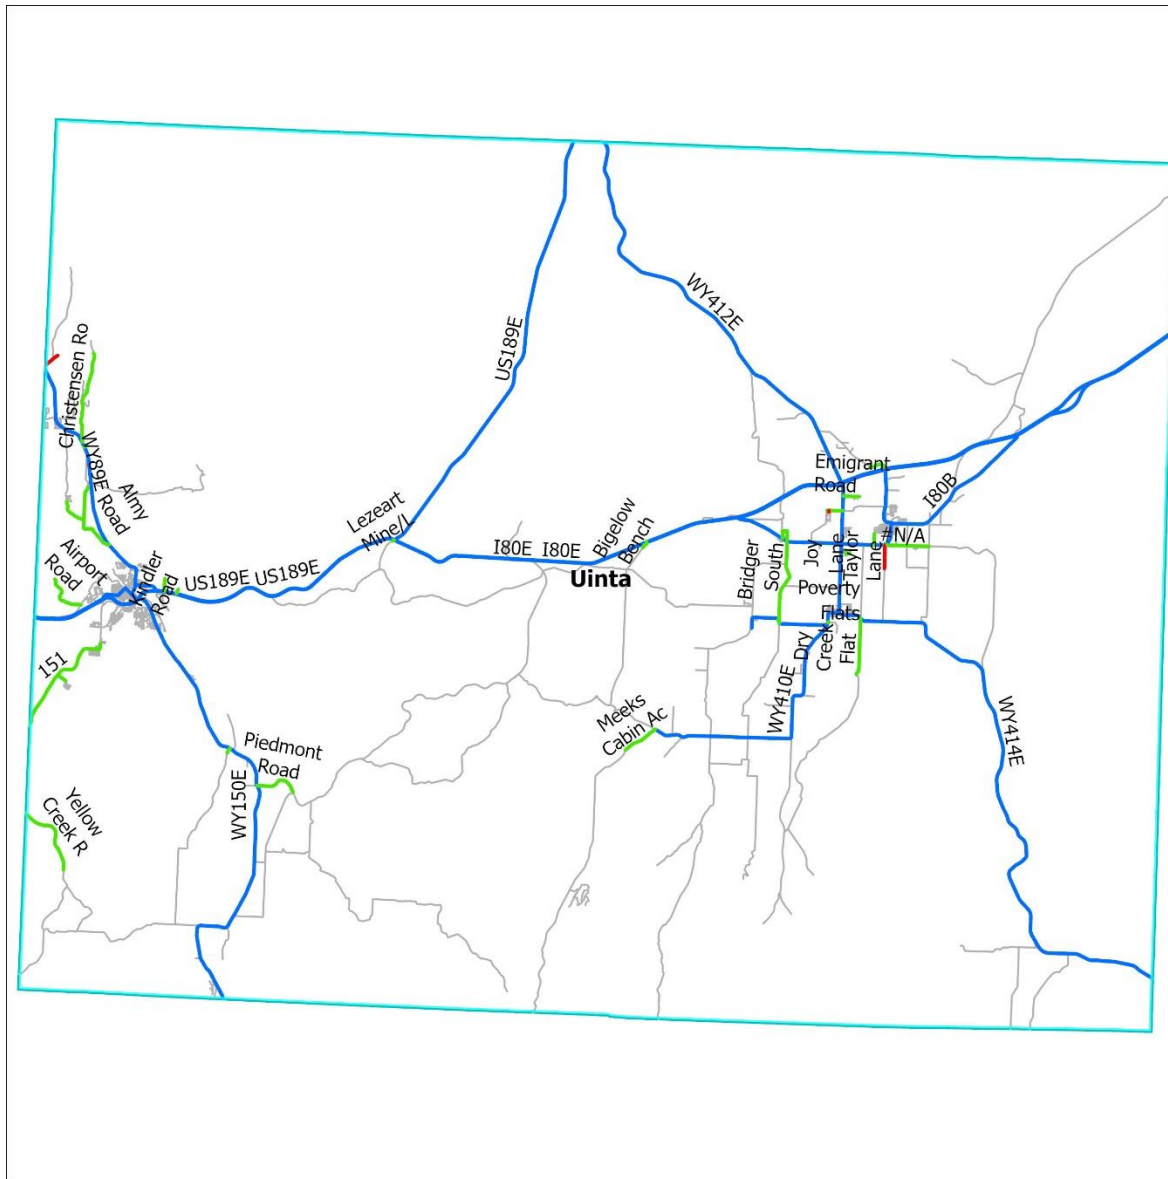 WY412E
US189E
Christensen Ro
WY89E Road
Almy
Emigrant
Road
I80B
Lezeart
Mine/L
Bigelow
Bench
I80E I80E
#N/A
Uinta
Airport
Road
Kindler
Road
US189E US189E
Bridger
South
Joy
Lane
Taylor
Lane
Poverty
Flats
Dry
Creek
Flat
151
WY410E
WY414E
Meeks
Cabin Ac
Piedmont
Road
WY150E
Yellow
Creek R